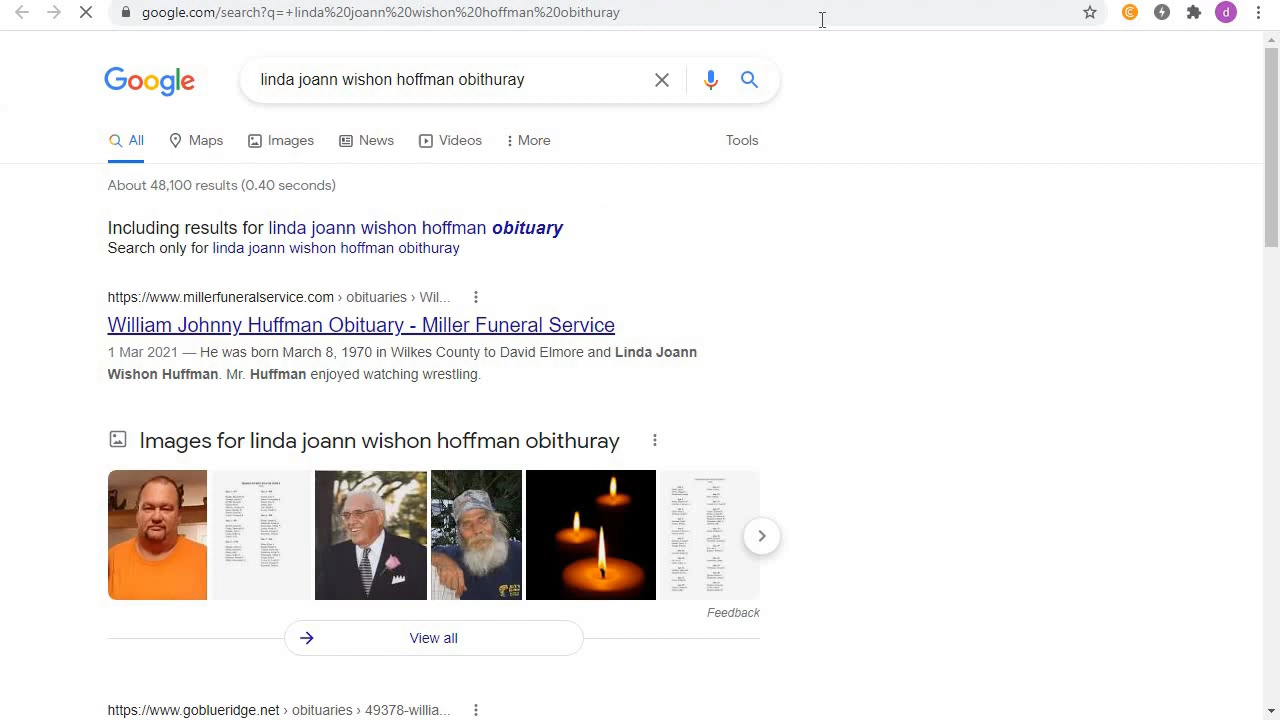 google.com/search?q=+linda%20joann%20wishon%20hoffman%20obithuray
d
Google
linda joann wishon hoffman obithuray
All
Maps
Images
News
Videos
More
Tools
About 48,100 results (0.40 seconds)
Including results for linda joann wishon hoffman obituary
Search only for linda joann wishon hoffman obithuray
https://www.millerfuneralservice.com › obituaries › Wil...
William Johnny Huffman Obituary - Miller Funeral Service
1 Mar 2021 — He was born March 8, 1970 in Wilkes County to David Elmore and Linda Joann
Wishon Huffman. Mr. Huffman enjoyed watching wrestling.
Images for linda joann wishon hoffman obithuray
Feedback
View all
https://www.goblueridge.net › obituaries › 49378-willia...